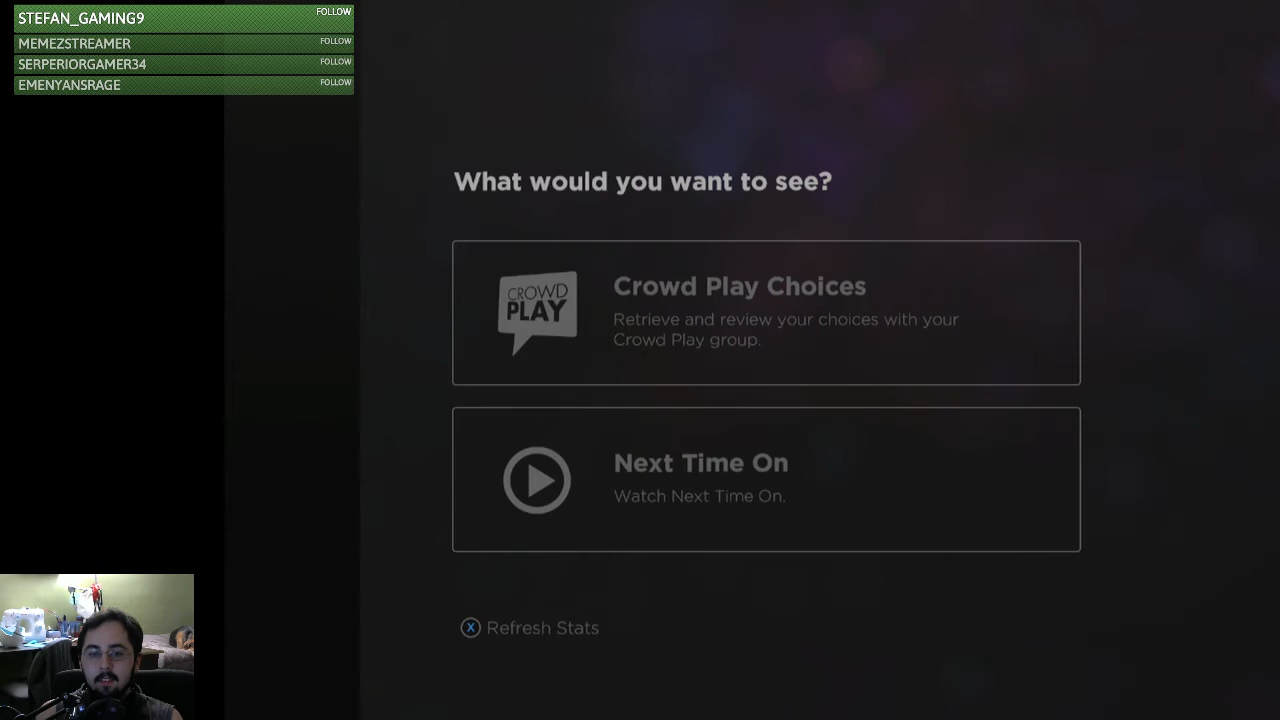 STEFAN_GAMING9 FOLLOW
MEMEZSTREAMER FOLLOW
SERPERIORGAMER34 FOLLOW
EMENYANSRAGE FOLLOW
What would you want to see?
CROWD
PLAY
Crowd Play Choices
Retrieve and review your choices with your
Crowd Play group.
Next Time On
Watch Next Time On.
X Refresh Stats